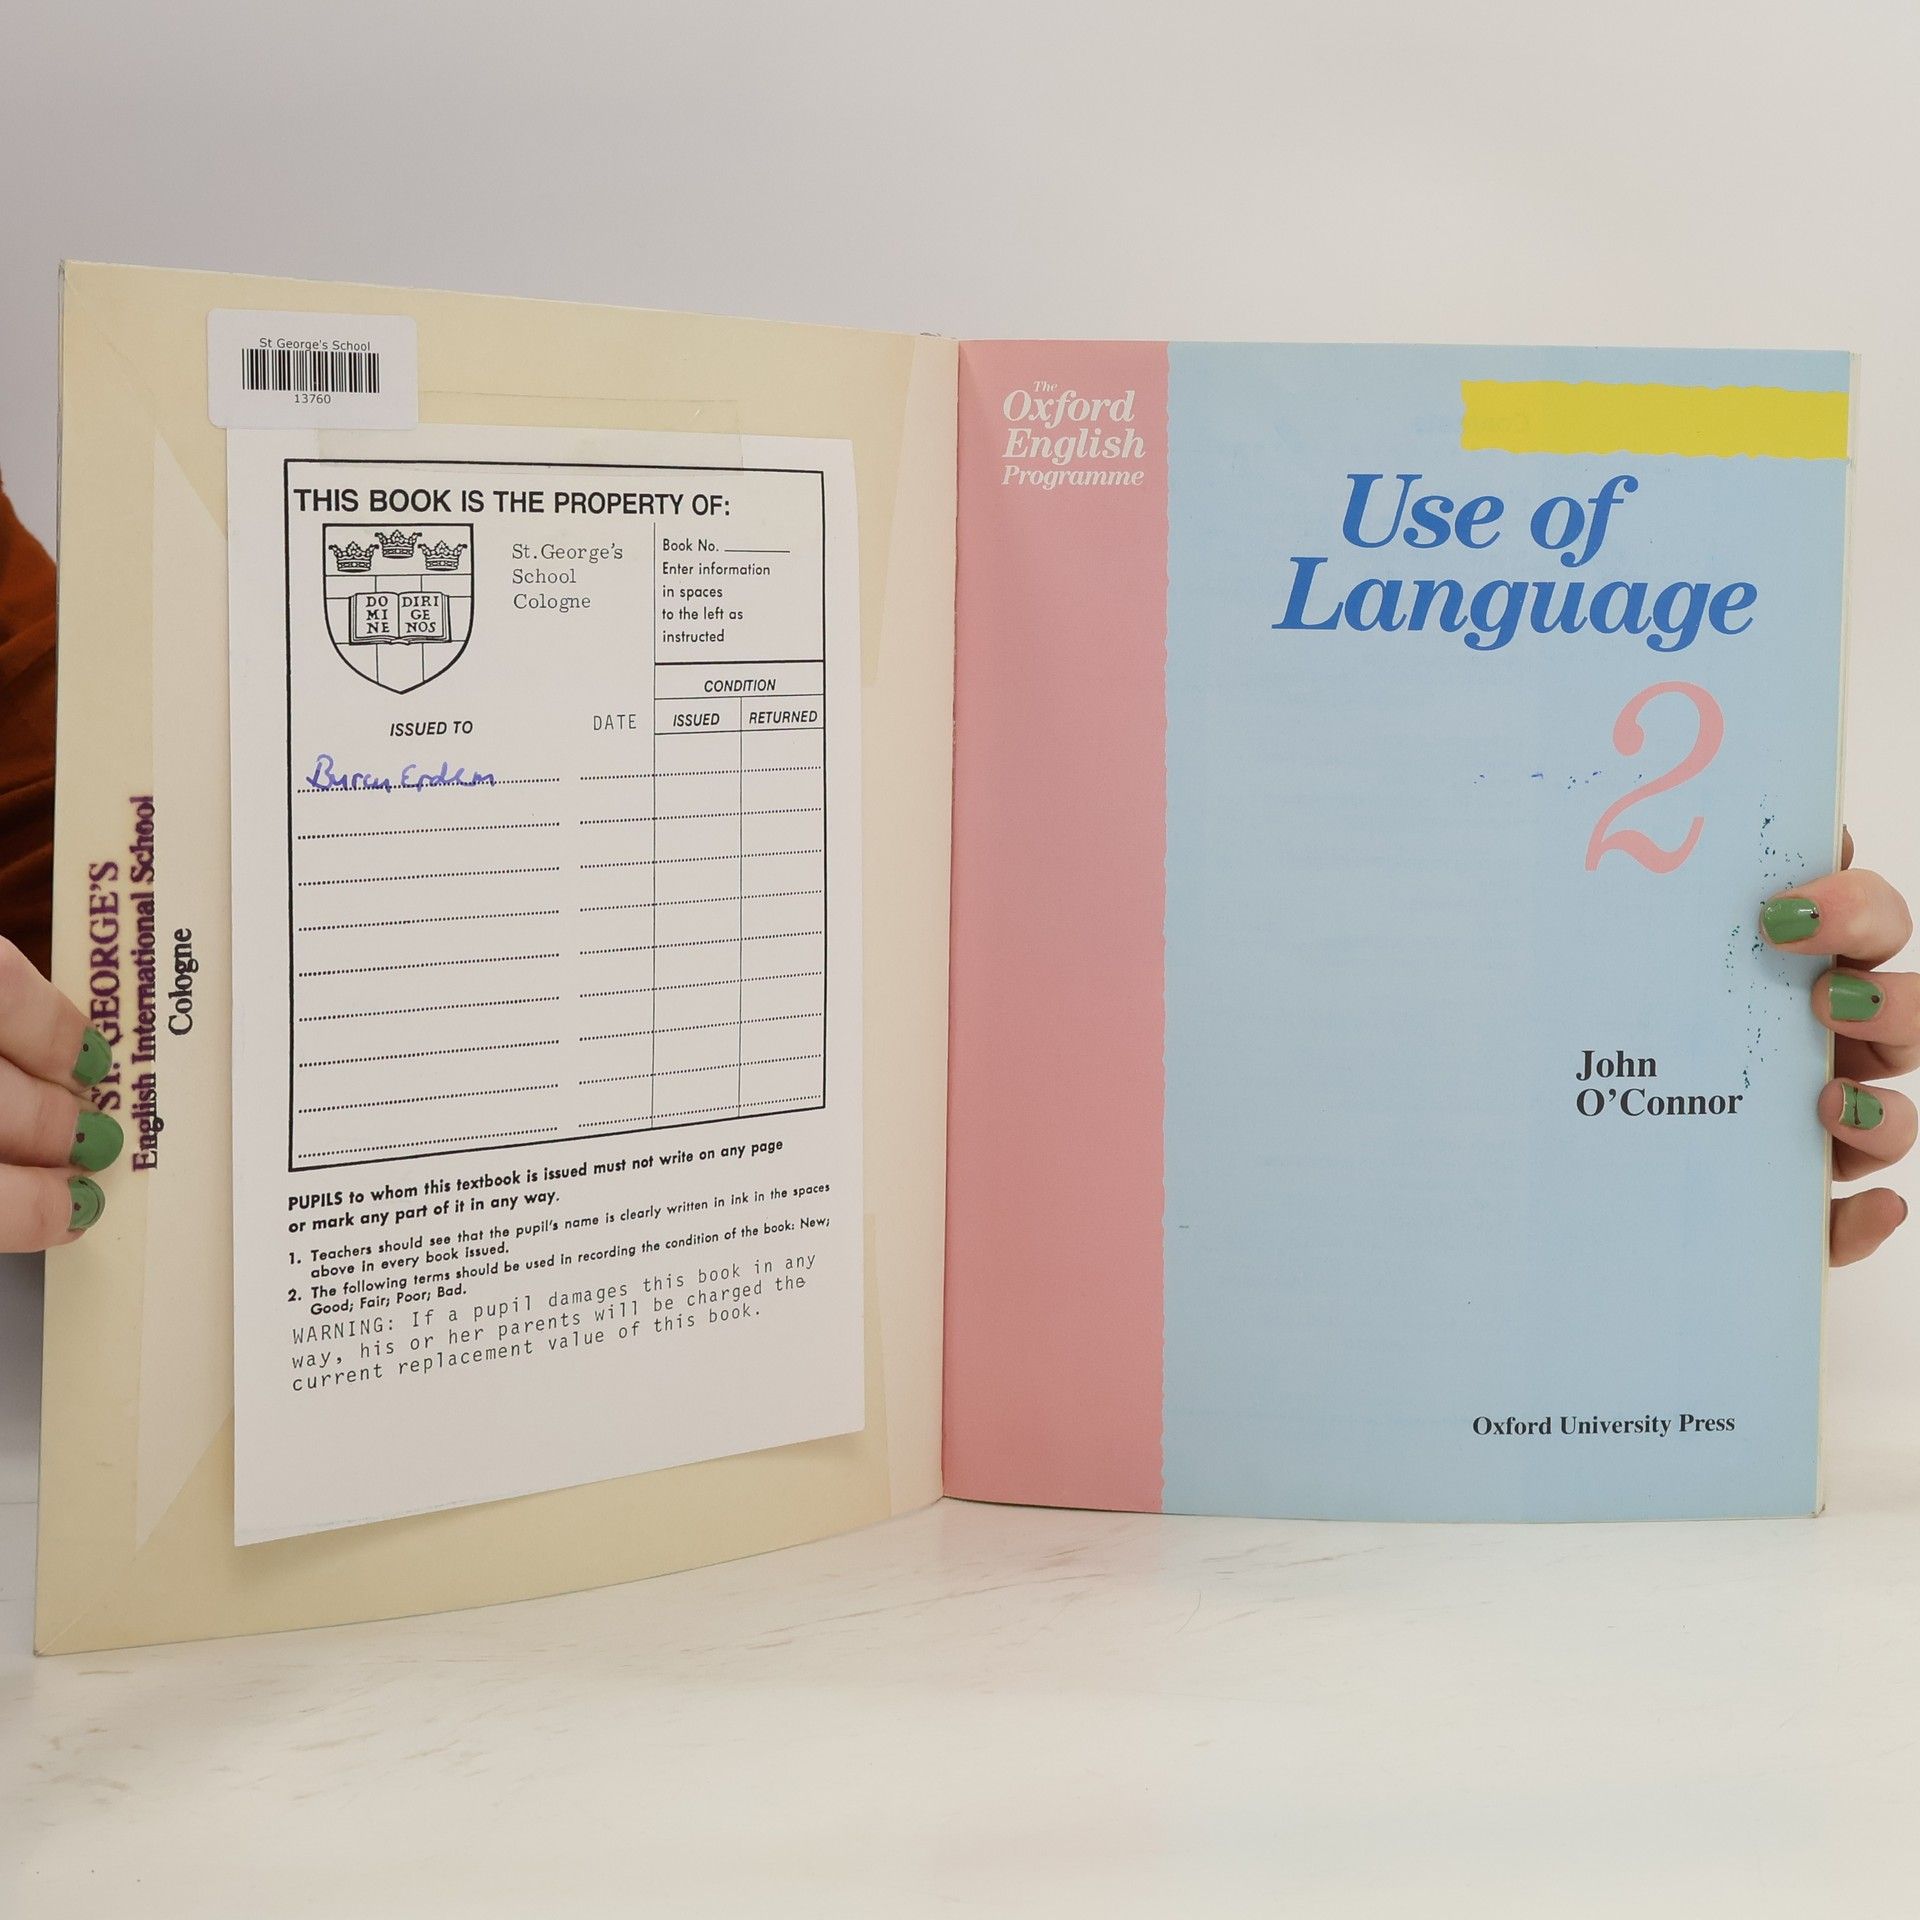 St George's School
13760
THIS BOOK IS THE PROPERTY OF:
DO
MI
NE
DIRI
GE
NOS
St.George's
School
Cologne
Book No.
Enter information
in spaces
to the left as
instructed
CONDITION
ISSUED TO
DATE
ISSUED
RETURNED
Burcu Erdem
PUPILS to whom this textbook is issued must not write on any page
or mark any part of it in any way.
1. Teachers should see that the pupil's name is clearly written in ink in the spaces
above in every book issued.
2. The following terms should be used in recording the condition of the book: New;
Good; Fair; Poor; Bad.
WARNING: If a pupil damages this book in any
way, his or her parents will be charged the
current replacement value of this book.
ST. GEORGE'S
English International School
Cologne
The
Oxford
English
Programme
Use of
Language
2
John
O'Connor
Oxford University Press